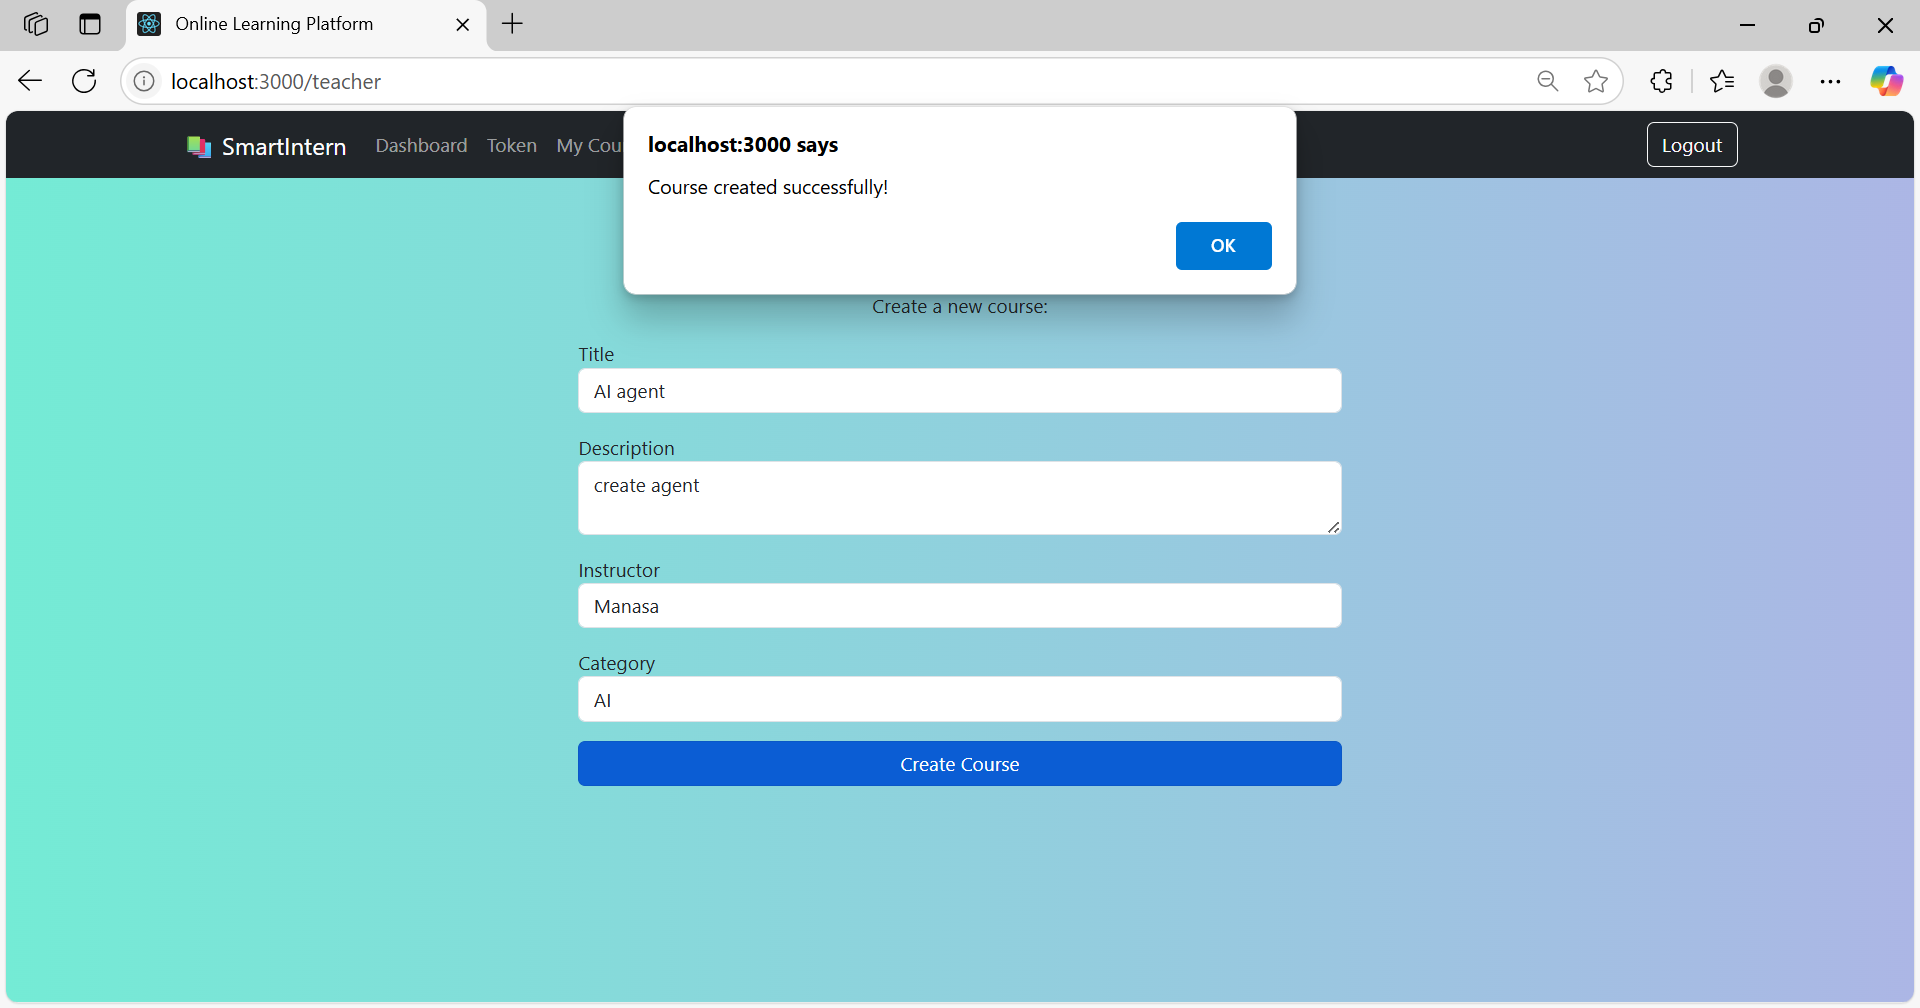 Online Learning Platform
localhost:3000/teacher
SmartIntern Dashboard Token My Cou
Logout
localhost:3000 says
Course created successfully!
OK
Create a new course:
Title
AI agent
Description
create agent
Instructor
Manasa
Category
AI
Create Course